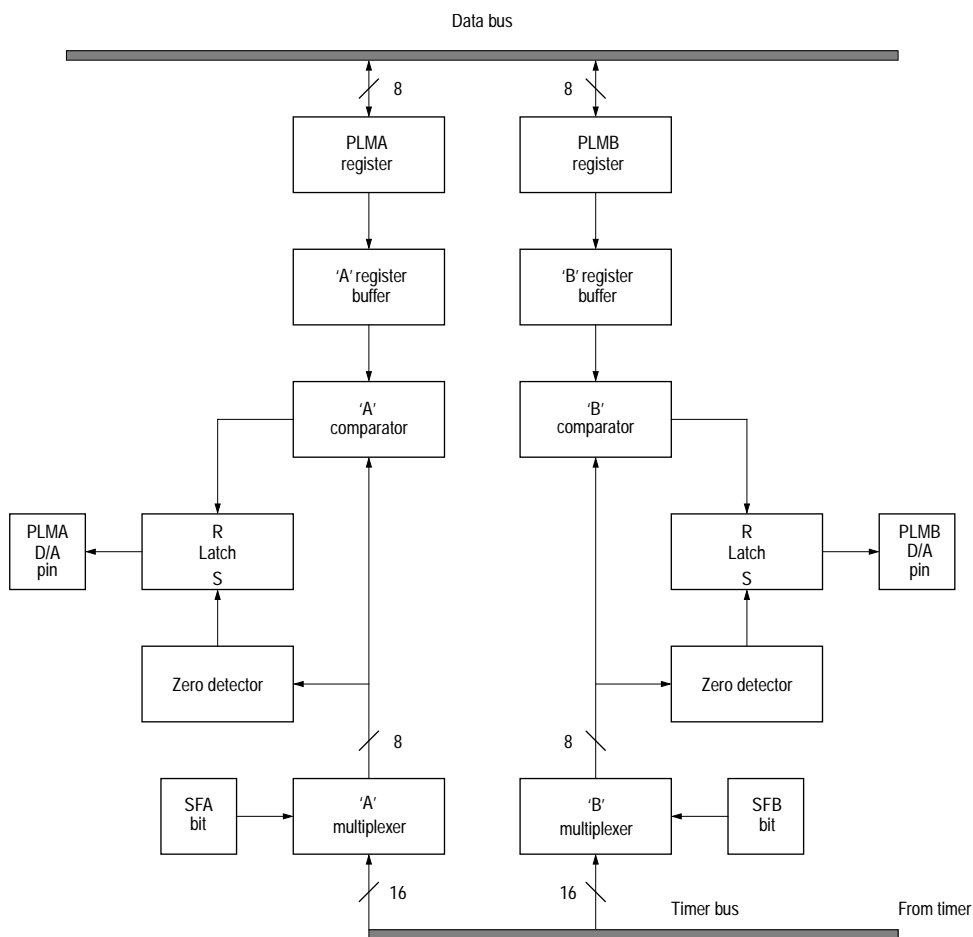 Data bus
8
8
PLMA
register
PLMB
register
‘A’ register
buffer
‘B’ register
buffer
‘A’
comparator
‘B’
comparator
PLMA
D/A
pin
R
Latch
S
R
Latch
S
PLMB
D/A
pin
Zero detector
Zero detector
8
8
SFA
bit
‘A’
multiplexer
‘B’
multiplexer
SFB
bit
16
16
Timer bus
From timer